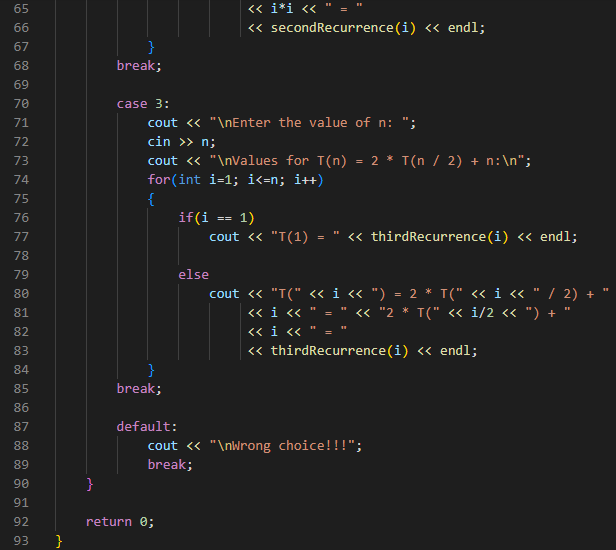 65 << i*i << " = "
66 << secondRecurrence(i) << endl;
67 }
68 break;
69
70 case 3:
71 cout << "\nEnter the value of n: ";
72 cin >> n;
73 cout << "\nValues for T(n) = 2 * T(n / 2) + n:\n";
74 for(int i=1; i<=n; i++)
75 {
76 if(i == 1)
77 cout << "T(1) = " << thirdRecurrence(i) << endl;
78
79 else
80 cout << "T(" << i << ") = 2 * T(" << i << " / 2) + "
81 << i << " = " << "2 * T(" << i/2 << ") + "
82 << i << " = "
83 << thirdRecurrence(i) << endl;
84 }
85 break;
86
87 default:
88 cout << "\nWrong choice!!!";
89 break;
90 }
91
92 return 0;
93 }